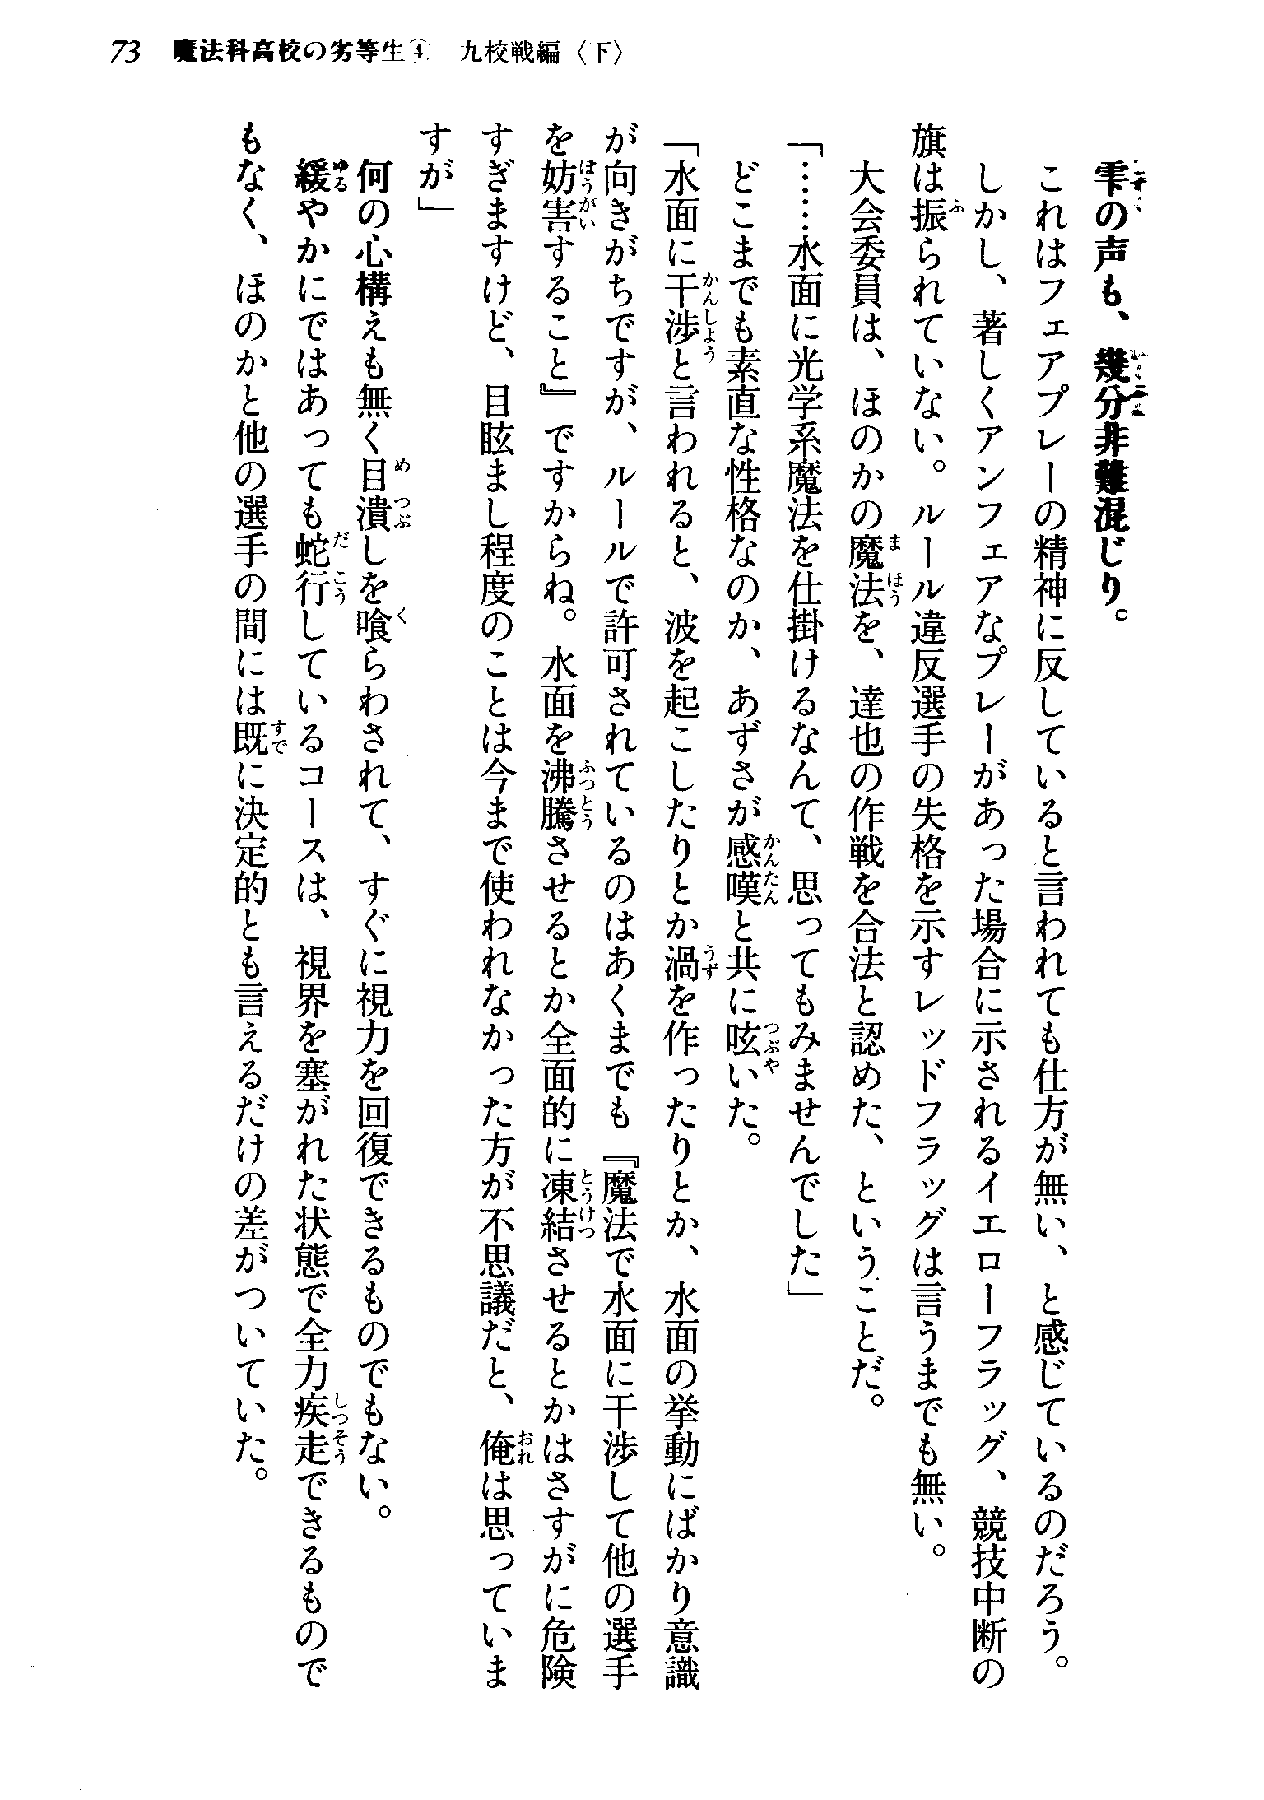 73 魔法科高校の劣等生④ 九校戦編〈下〉
雫の声も、幾分非難混じり。
これはフェアプレーの精神に反していると言われても仕方が無い、と感じているのだろう。
しかし、著しくアンフェアなプレーがあった場合に示されるイエローフラッグ、競技中断の
旗は振られていない。ルール違反選手の失格を示すレッドフラッグは言うまでも無い。
大会委員は、ほのかの魔法を、達也の作戦を合法と認めた、ということだ。
「……水面に光学系魔法を仕掛けるなんて、思ってもみませんでした」
どこまでも素直な性格なのか、あずさが感嘆と共に呟いた。
「水面に干渉と言われると、波を起こしたりとか渦を作ったりとか、水面の挙動にばかり意識
が向きがちですが、ルールで許可されているのはあくまでも『魔法で水面に干渉して他の選手
を妨害すること』ですからね。水面を沸騰させるとか全面的に凍結させるとかはさすがに危険
すぎますけど、目眩まし程度のことは今まで使われなかった方が不思議だと、俺は思っていま
すが」
何の心構えも無く目潰しを喰らわされて、すぐに視力を回復できるものでもない。
緩やかにではあっても蛇行しているコースは、視界を塞がれた状態で全力疾走できるもので
もなく、ほのかと他の選手の間には既に決定的とも言えるだけの差がついていた。